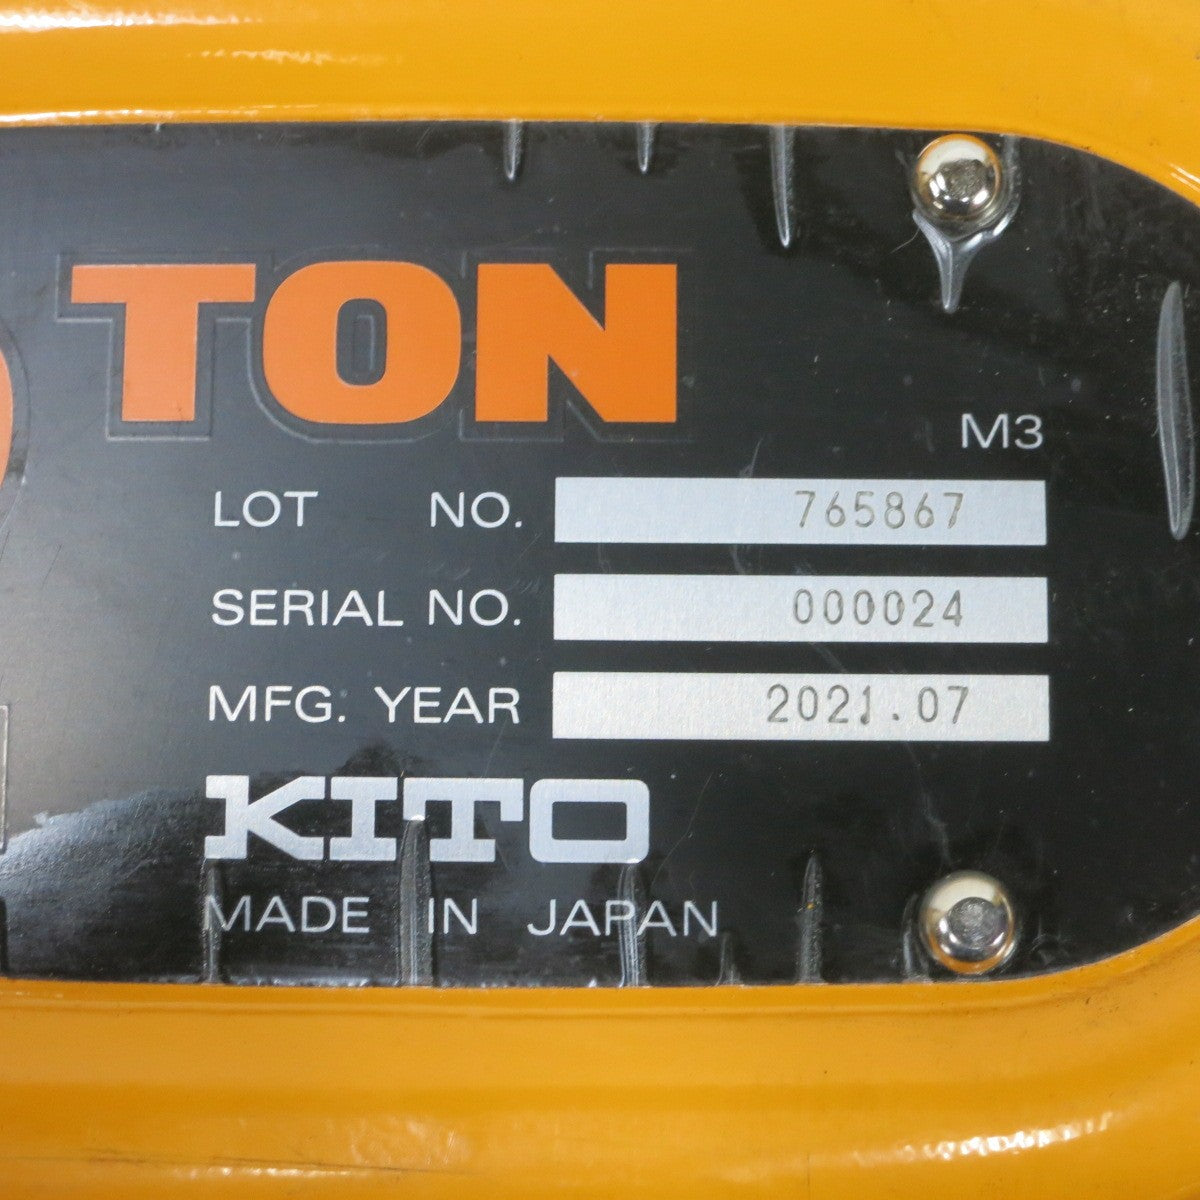 TON
M3
LOT NO. 765867
SERIAL NO. 000024
MFG. YEAR 2021.07
KITO
MADE IN JAPAN